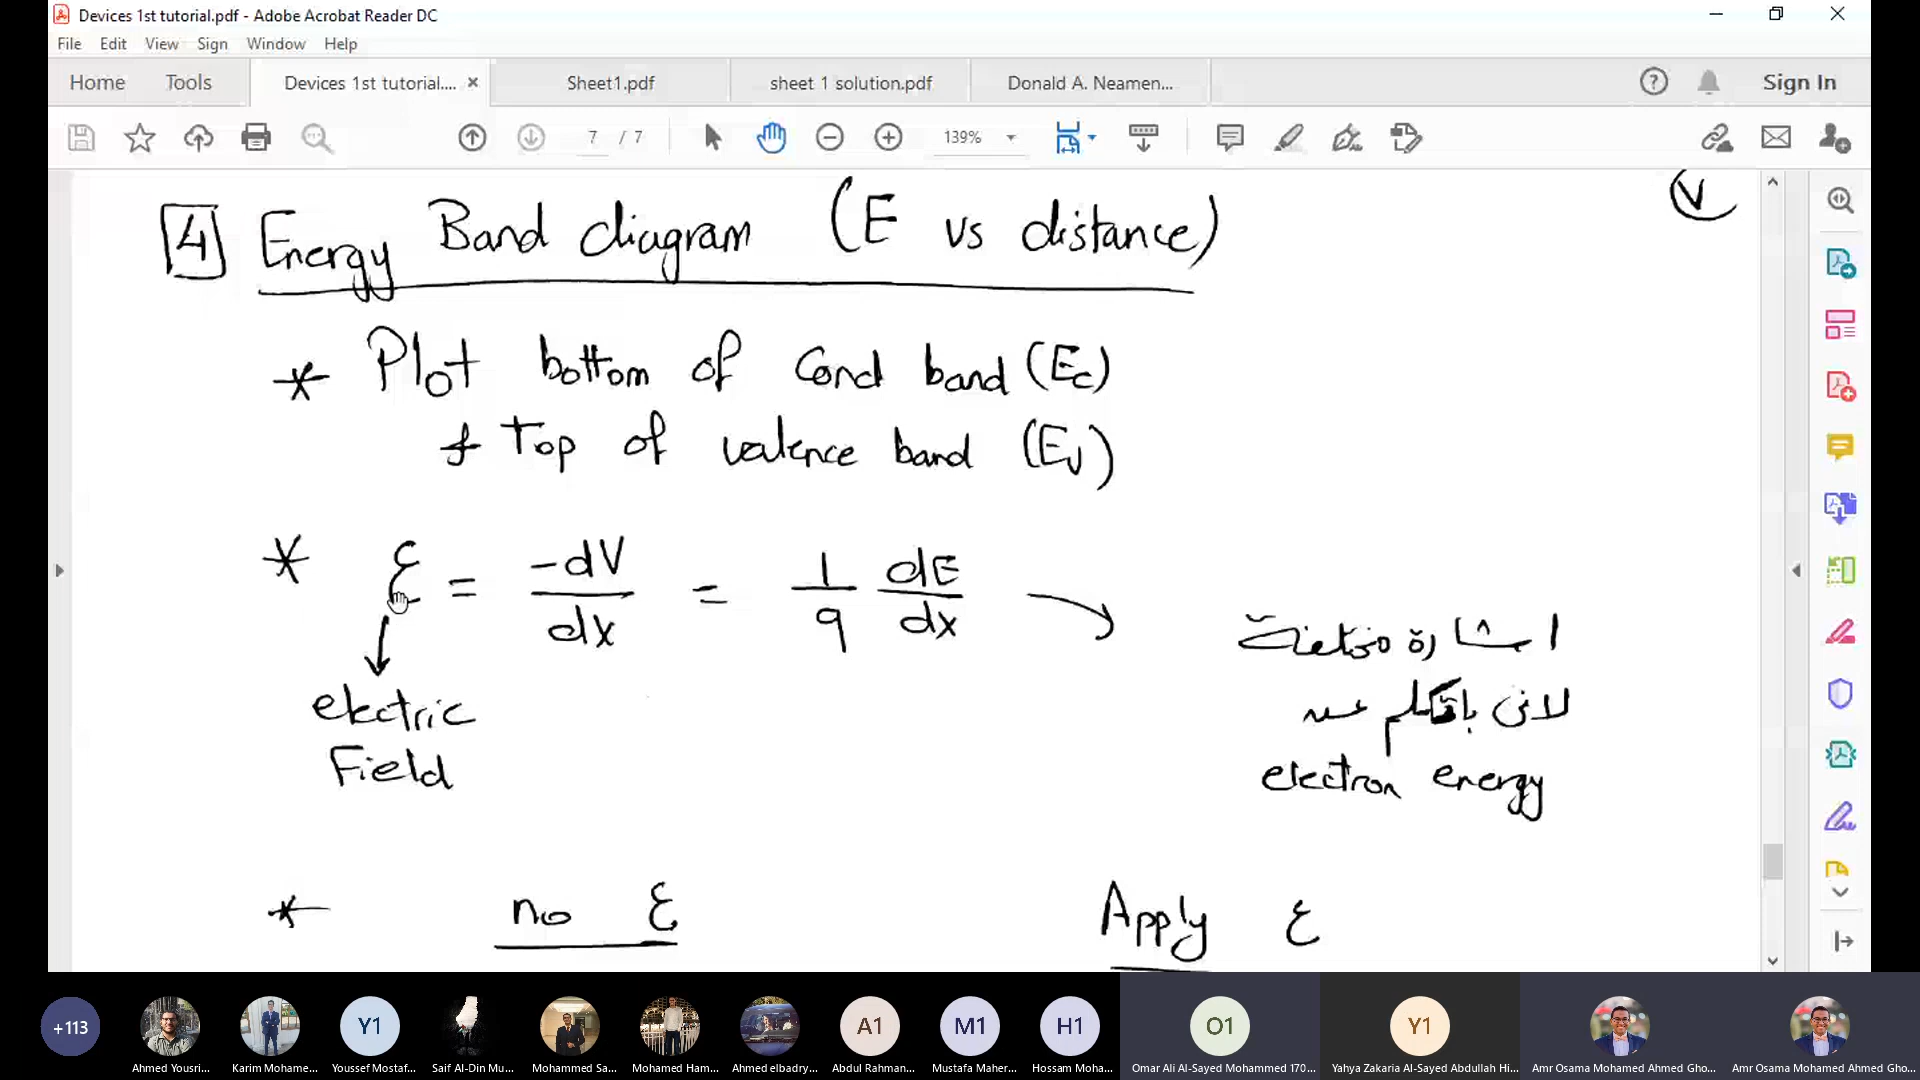 Devices 1st tutorial.pdf - Adobe Acrobat Reader DC
File Edit View Sign Window Help
Home Tools Devices 1st tutorial.... × Sheet1.pdf sheet 1 solution.pdf Donald A. Neamen... Sign In
7 / 7 139%
4 Energy Band diagram (E vs distance)
* Plot bottom of Cond band (Ec)
+ Top of valence band (Ev)
* ε = -dV/dx = 1/q dE/dx
electric
Field
اشارة مختلفة
لانى باتكلم عن
electron energy
* no ε Apply ε
+113
Ahmed Yousri... Karim Mohame... Youssef Mostaf... Saif Al-Din Mu... Mohammed Sa... Mohamed Ham... Ahmed elbadry... Abdul Rahman... Mustafa Maher... Hossam Moha... Omar Ali Al-Sayed Mohammed 170... Yahya Zakaria Al-Sayed Abdullah Hi... Amr Osama Mohamed Ahmed Gho... Amr Osama Mohamed Ahmed Gho...
Y1 A1 M1 H1 O1 Y1